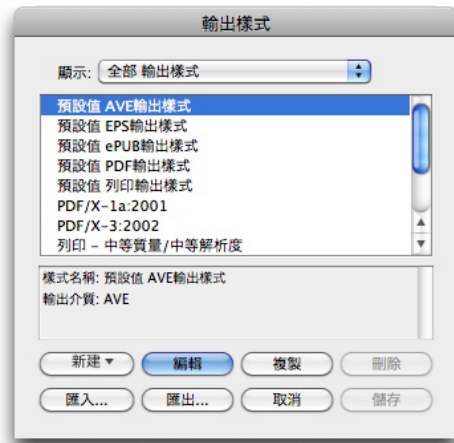 輸出樣式
顯示: 全部 輸出樣式
預設值 AVE輸出樣式
預設值 EPS輸出樣式
預設值 ePUB輸出樣式
預設值 PDF輸出樣式
預設值 列印輸出樣式
PDF/X-1a:2001
PDF/X-3:2002
列印 – 中等質量/中等解析度
樣式名稱: 預設值 AVE輸出樣式
輸出介質: AVE
新建 編輯 複製 刪除
匯入... 匯出... 取消 儲存